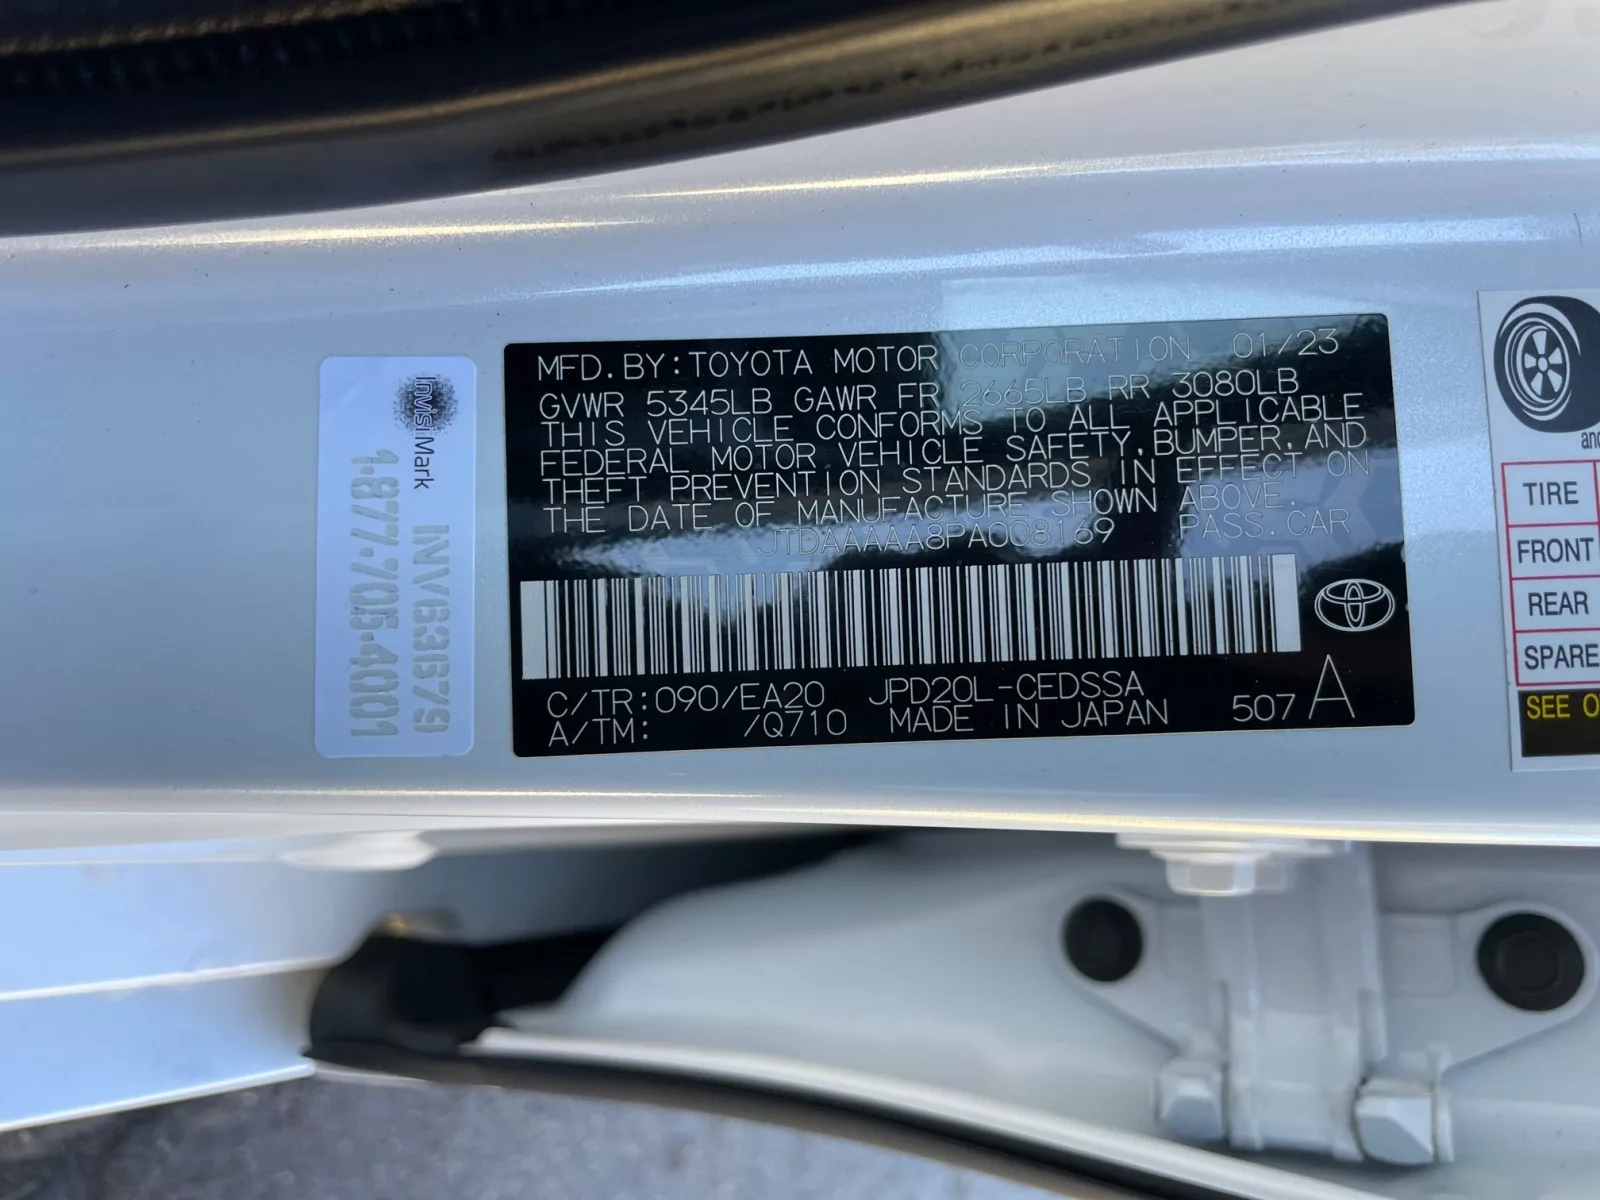 InvisiMark
INV63679
1-877-705-4001
MFD.BY:TOYOTA MOTOR CORPORATION 01/23
GVWR 5345LB GAWR FR 2665LB RR 3080LB
THIS VEHICLE CONFORMS TO ALL APPLICABLE
FEDERAL MOTOR VEHICLE SAFETY,BUMPER,AND
THEFT PREVENTION STANDARDS IN EFFECT ON
THE DATE OF MANUFACTURE SHOWN ABOVE.
JTDAAAAA8PA008169 PASS.CAR
C/TR:090/EA20 JPD20L-CEDSSA
A/TM: /Q710 MADE IN JAPAN 507 A
TIRE
FRONT
REAR
SPARE
SEE